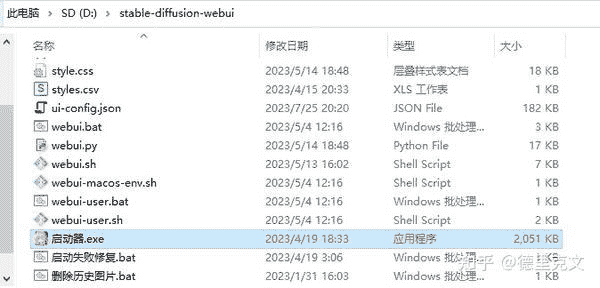 此电脑 > SD (D:) > stable-diffusion-webui
名称 修改日期 类型 大小
style.css 2023/5/14 18:48 层叠样式表文档 18 KB
styles.csv 2023/4/15 20:33 XLS 工作表 1 KB
ui-config.json 2023/7/25 20:20 JSON File 182 KB
webui.bat 2023/5/4 12:16 Windows 批处理... 3 KB
webui.py 2023/5/14 18:48 Python File 17 KB
webui.sh 2023/5/13 16:02 Shell Script 7 KB
webui-macos-env.sh 2023/5/4 12:16 Shell Script 1 KB
webui-user.bat 2023/5/4 12:16 Windows 批处理... 1 KB
webui-user.sh 2023/5/4 12:16 Shell Script 2 KB
启动器.exe 2023/4/19 18:33 应用程序 2,051 KB
启动失败修复.bat 2023/4/19 3:06 Windows 批处理... 1 KB
删除历史图片.bat 2023/1/31 16:03 Windows 批处理... 1 KB
知乎 @德里克文